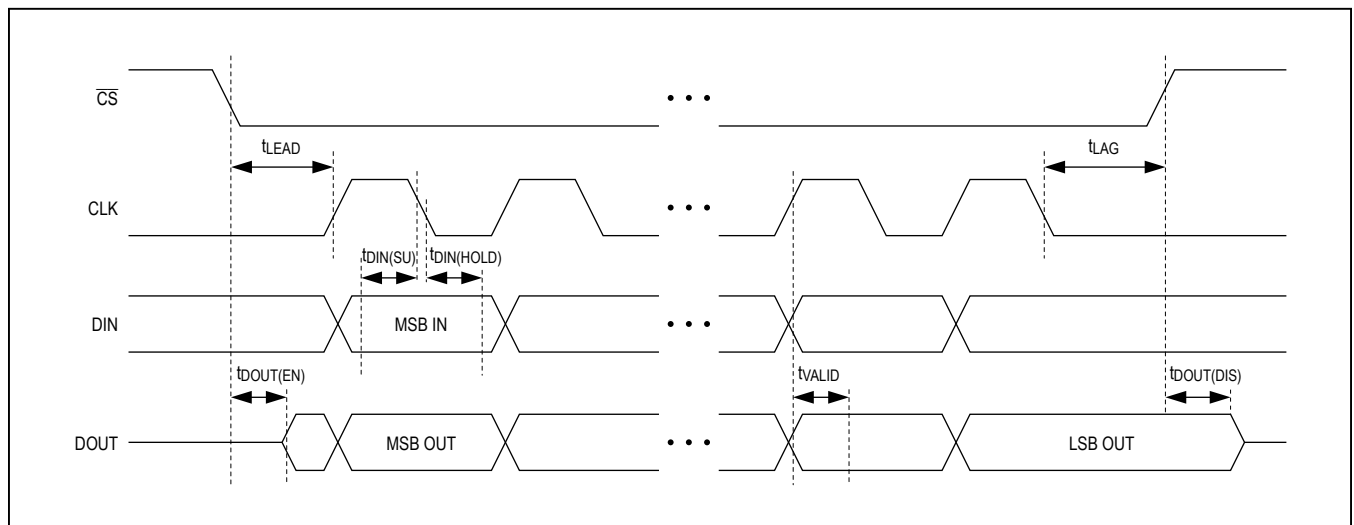 CS
tLEAD
tLAG
CLK
tDIN(SU)
tDIN(HOLD)
DIN
MSB IN
tDOUT(EN)
tVALID
tDOUT(DIS)
DOUT
MSB OUT
LSB OUT